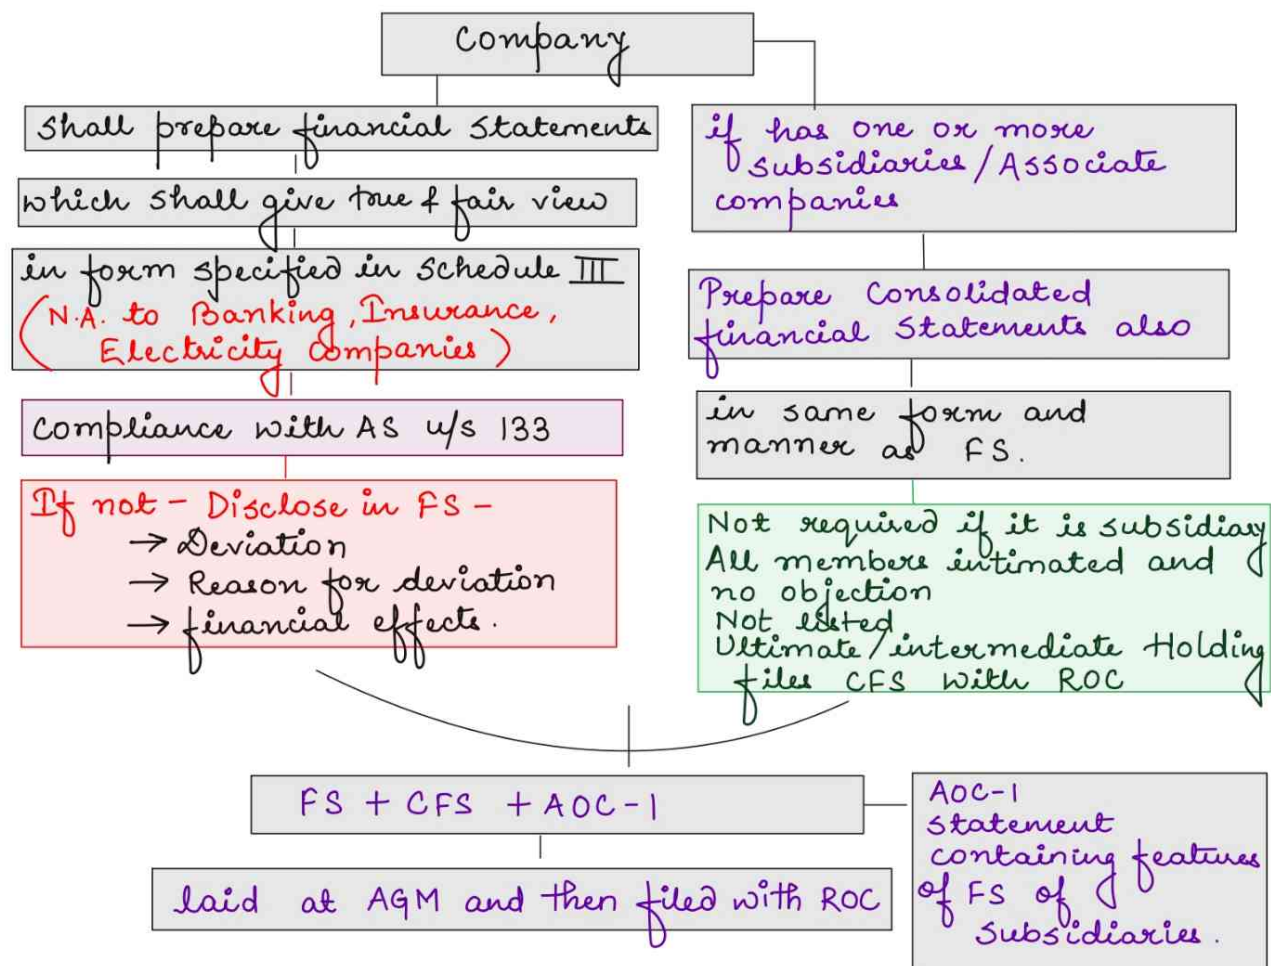 Company
shall prepare financial statements
which shall give true & fair view
in form specified in schedule III
(N.A. to Banking, Insurance,
Electricity companies)
compliance with AS u/s 133
If not - Disclose in FS -
→ Deviation
→ Reason for deviation
→ financial effects.
if has one or more
subsidiaries/Associate
companies
Prepare Consolidated
financial Statements also
in same form and
manner as FS.
Not required if it is subsidiary
All members intimated and
no objection
Not listed
Ultimate/intermediate Holding
files CFS with ROC
FS + CFS + AOC-1
AOC-1
statement
containing features
of FS of
subsidiaries.
laid at AGM and then filed with ROC